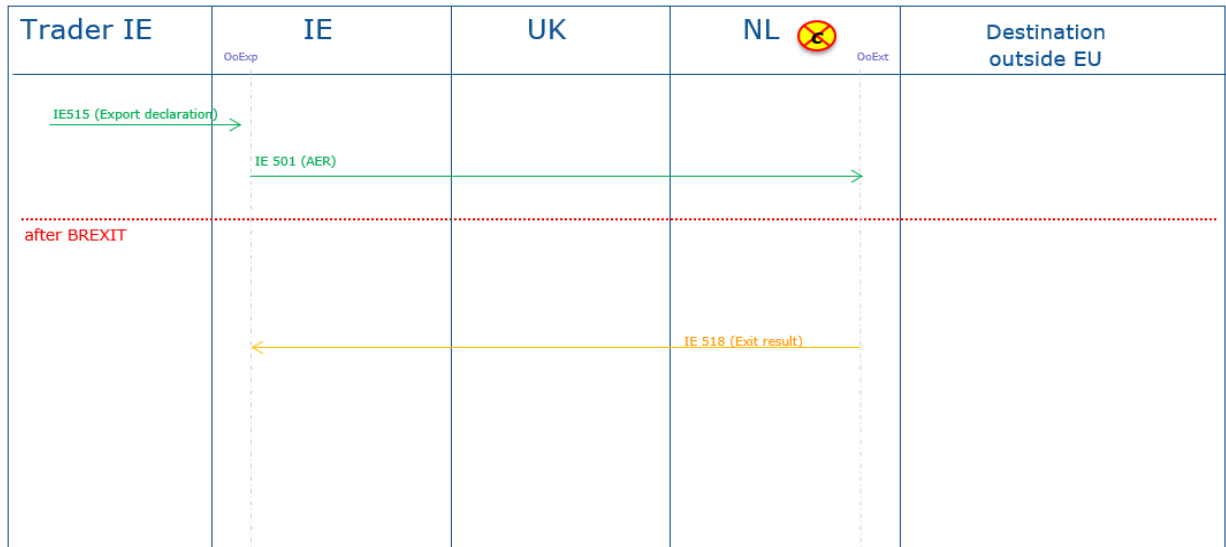 Trader IE
IE
UK
NL
c
Destination
outside EU
OoExp
OoExt
IE515 (Export declaration)
IE 501 (AER)
after BREXIT
IE 518 (Exit result)